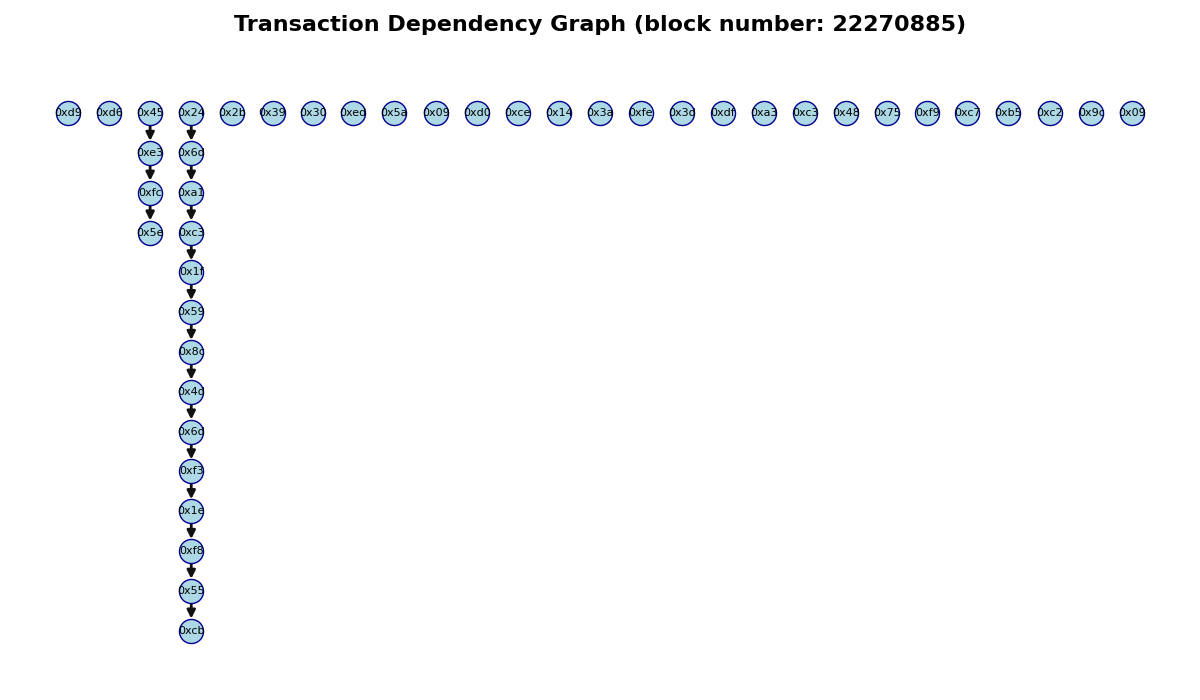 Transaction Dependency Graph (block number: 22270885)
0xd9 0xd6 0x45 0x24 0x2b 0x39 0x30 0xed 0x5a 0x09 0xd0 0xce 0x14 0x3a 0xfe 0x3d 0xdf 0xa3 0xc3 0x48 0x75 0xf9 0xc7 0xb5 0xc2 0x9c 0x09
0xe3 0x6d
0xfc 0xa1
0x5e 0xc3
0x1f
0x59
0x8c
0x4d
0x6d
0xf3
0x1e
0xf8
0x55
0xcb